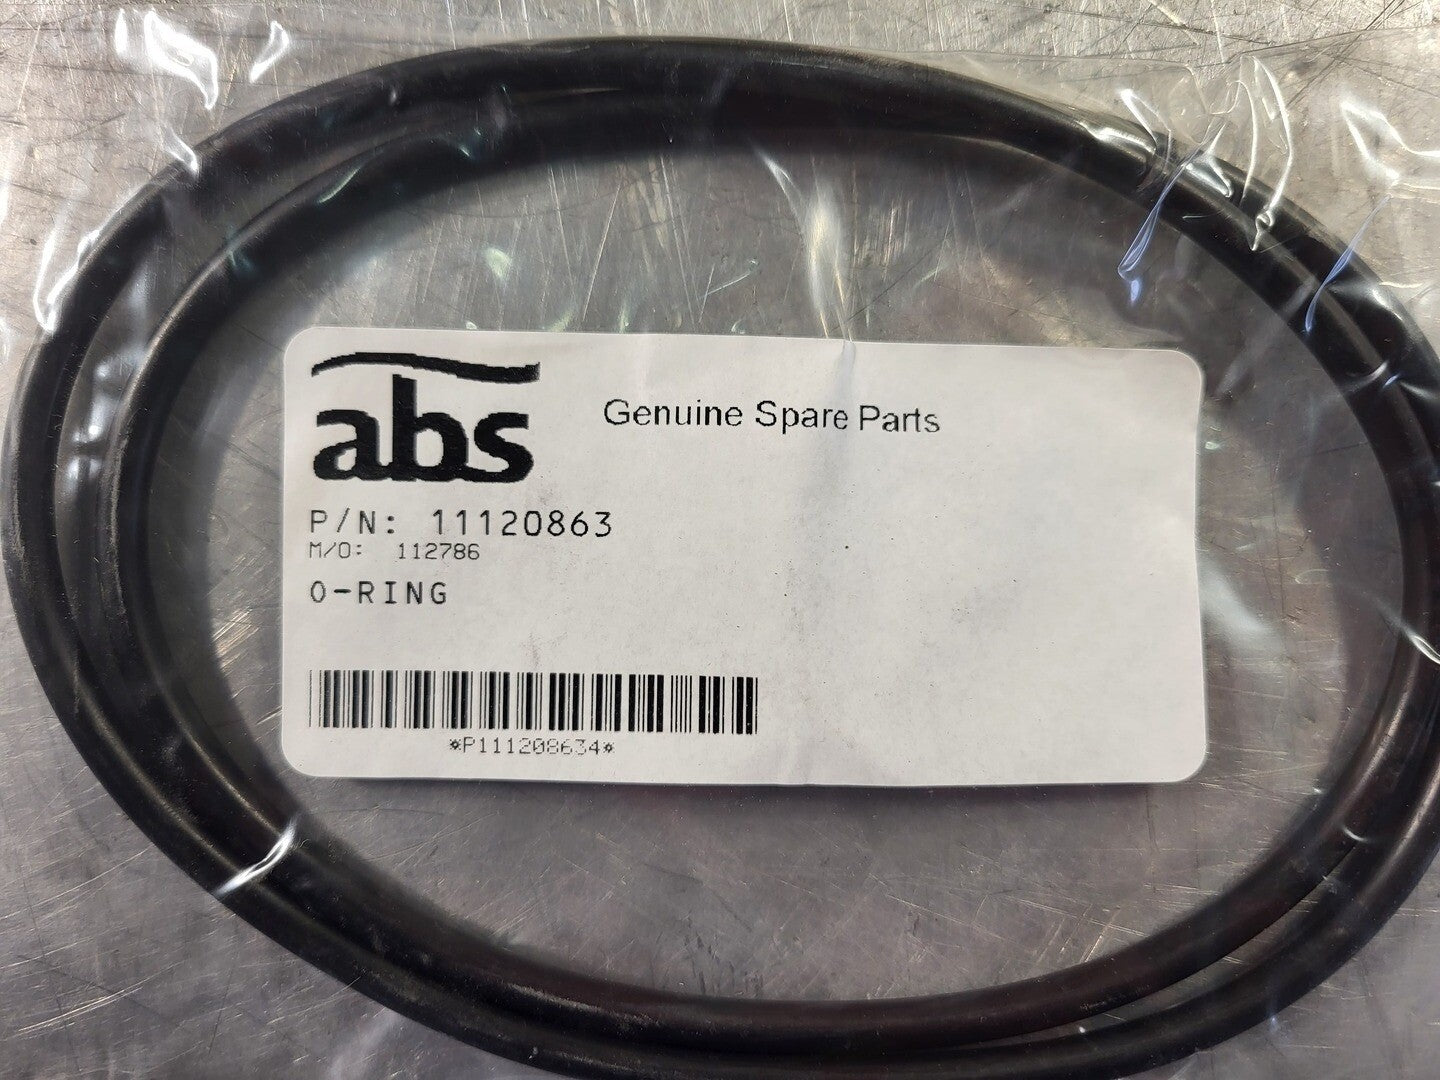 abs
Genuine Spare Parts
P/N: 11120863
M/O: 112786
O-RING
*P111208634*